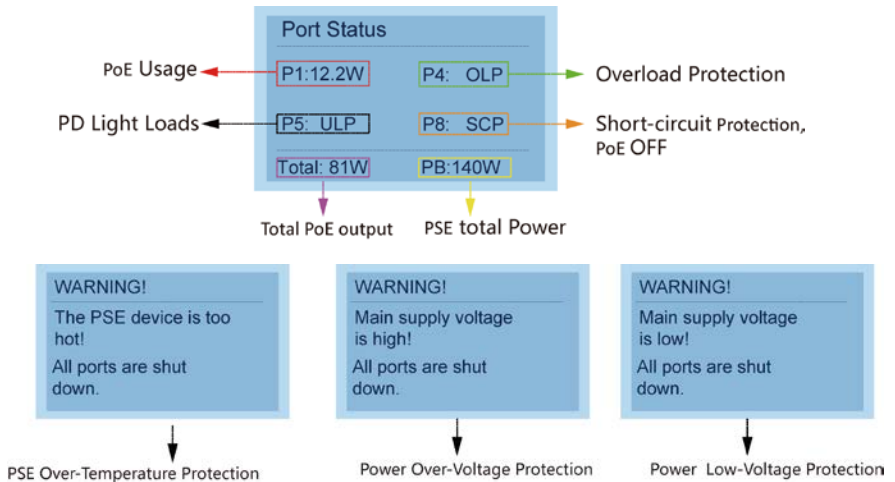 Port Status
PoE Usage
P1:12.2W
P4: OLP
Overload Protection
PD Light Loads
P5: ULP
P8: SCP
Short-circuit Protection,
PoE OFF
Total: 81W
PB:140W
Total PoE output
PSE total Power
WARNING!
The PSE device is too
hot!
All ports are shut
down.
PSE Over-Temperature Protection
WARNING!
Main supply voltage
is high!
All ports are shut
down.
Power Over-Voltage Protection
WARNING!
Main supply voltage
is low!
All ports are shut
down.
Power Low-Voltage Protection